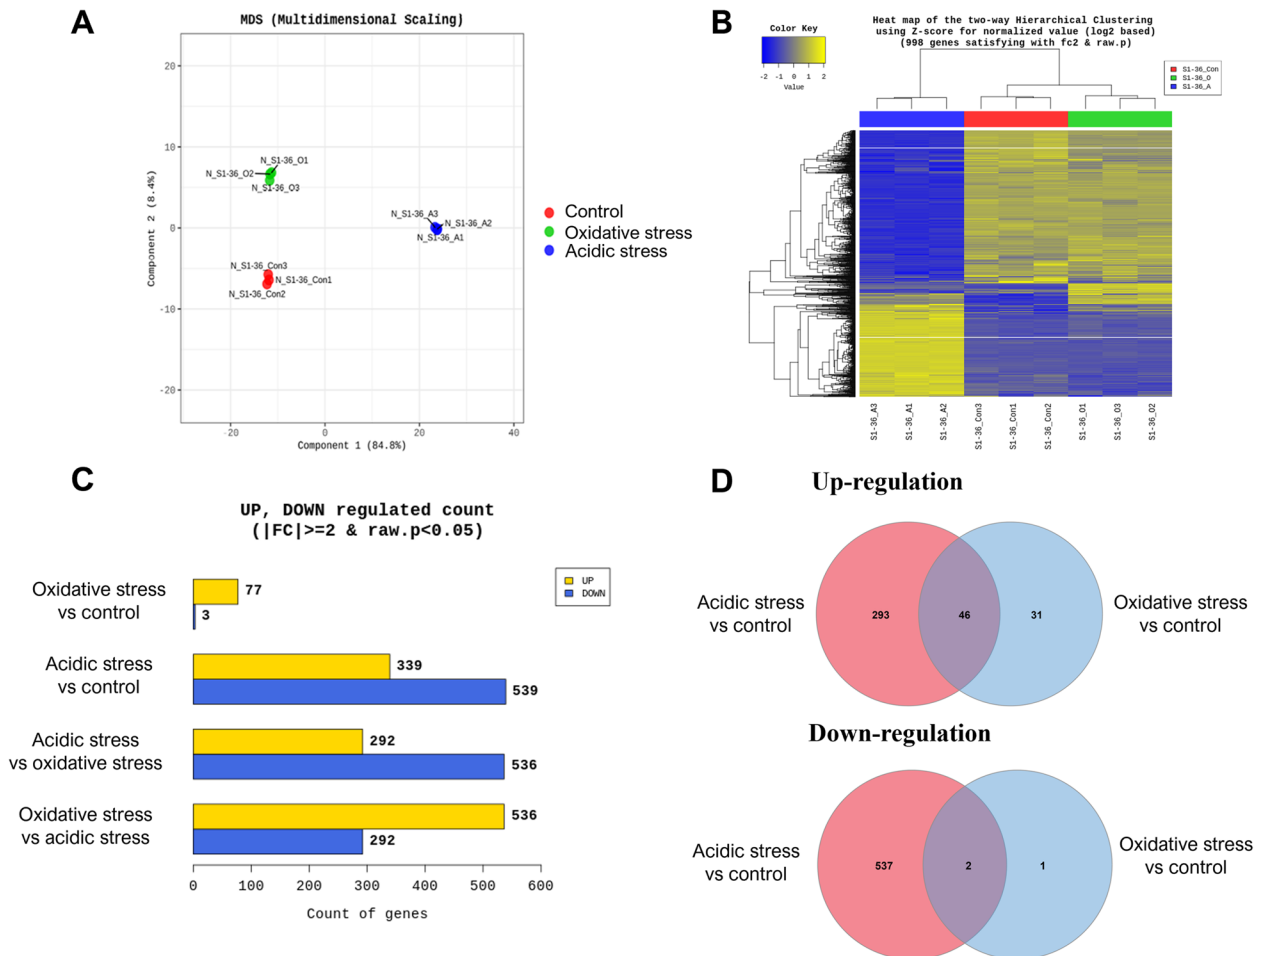 A
MDS (Multidimensional Scaling)
20
10
0
-10
-20
Component 2 (8.4%)
N_S1-36_O1
N_S1-36_O2
N_S1-36_O3
N_S1-36_A3
N_S1-36_A2
N_S1-36_A1
N_S1-36_Con3
N_S1-36_Con1
N_S1-36_Con2
-20
0
20
40
Component 1 (84.8%)
Control
Oxidative stress
Acidic stress
B
Heat map of the two-way Hierarchical Clustering
using Z-score for normalized value (log2 based)
(998 genes satisfying with fc2 & raw.p)
Color Key
-2 -1 0 1 2
Value
S1-36_Con
S1-36_O
S1-36_A
S1-36_A3
S1-36_A1
S1-36_A2
S1-36_Con3
S1-36_Con1
S1-36_Con2
S1-36_O1
S1-36_O3
S1-36_O2
C
UP, DOWN regulated count
(|FC|>=2 & raw.p<0.05)
UP
DOWN
Oxidative stress
vs control
77
3
Acidic stress
vs control
339
539
Acidic stress
vs oxidative stress
292
536
Oxidative stress
vs acidic stress
536
292
0 100 200 300 400 500 600
Count of genes
D
Up-regulation
Acidic stress
vs control
293
46
31
Oxidative stress
vs control
Down-regulation
Acidic stress
vs control
537
2
1
Oxidative stress
vs control